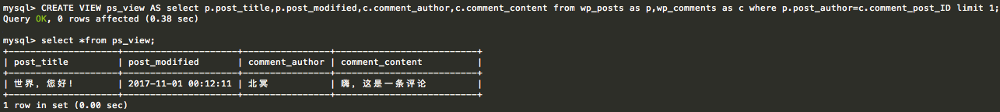 mysql> CREATE VIEW ps_view AS select p.post_title,p.post_modified,c.comment_author,c.comment_content from wp_posts as p,wp_comments as c where p.post_author=c.comment_post_ID limit 1;
Query OK, 0 rows affected (0.38 sec)
mysql> select *from ps_view;
+--------------------+---------------------+----------------+--------------------------+
| post_title | post_modified | comment_author | comment_content |
+--------------------+---------------------+----------------+--------------------------+
| 世界，您好！ | 2017-11-01 00:12:11 | 北冥 | 嗨，这是一条评论 |
+--------------------+---------------------+----------------+--------------------------+
1 row in set (0.00 sec)